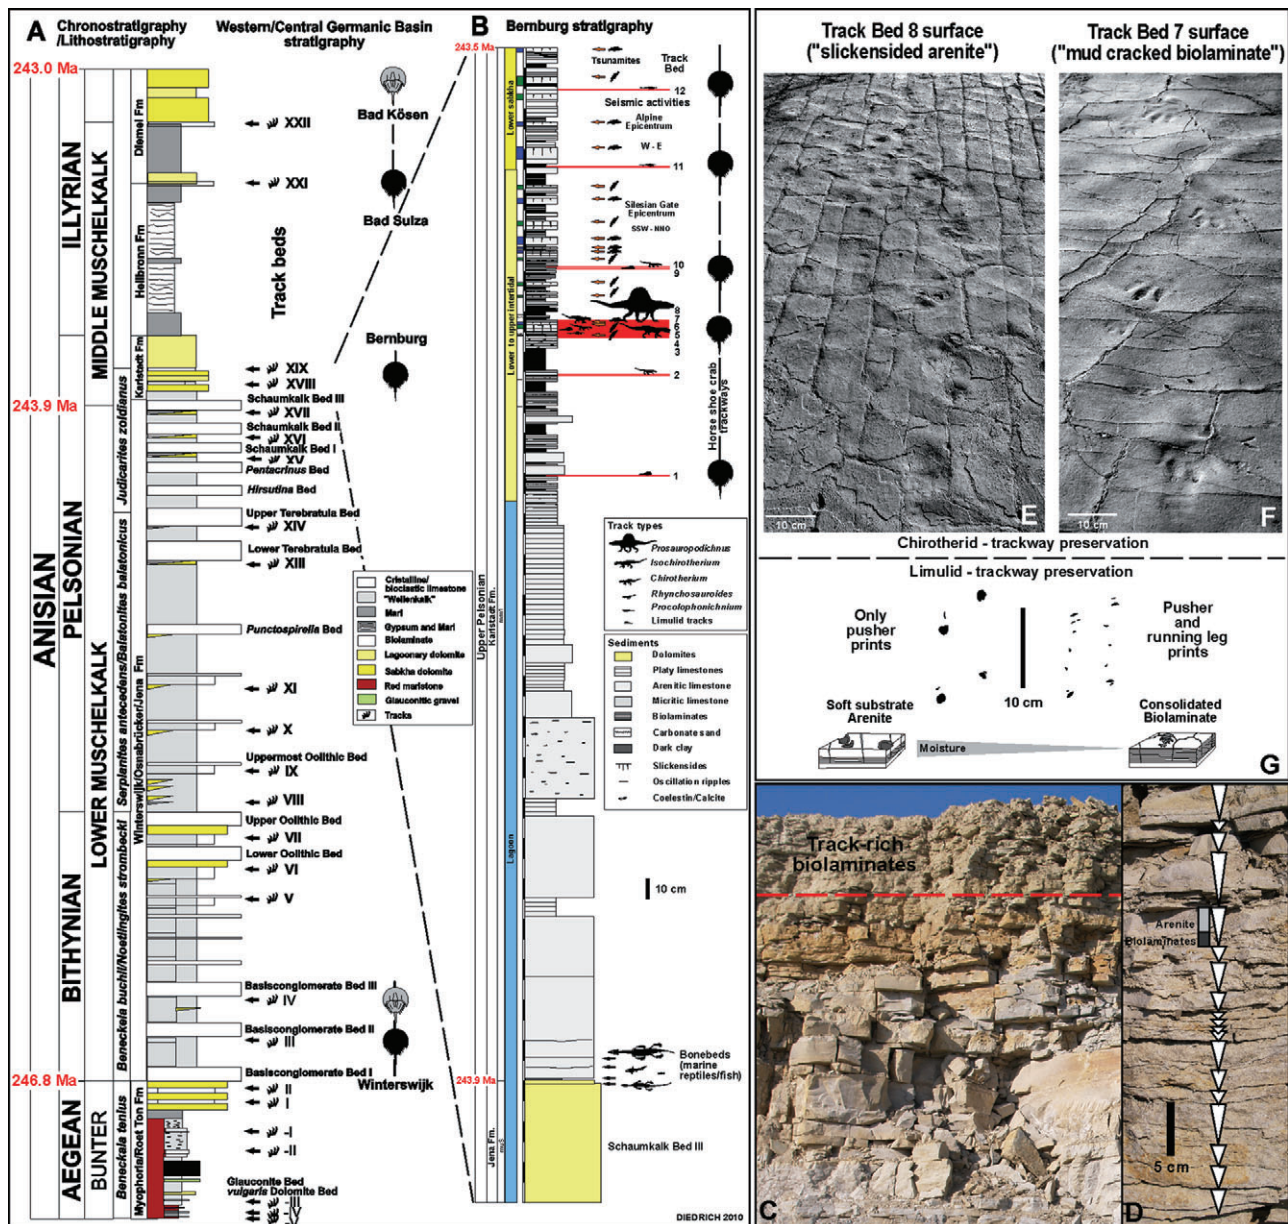 A
Chronostratigraphy
/Lithostratigraphy
Western/Central Germanic Basin
stratigraphy
243.0 Ma
243.9 Ma
246.8 Ma
ANISIAN
ILLYRIAN
PELSONIAN
BITHYNIAN
AEGEAN
MIDDLE MUSCHELKALK
LOWER MUSCHELKALK
BUNTER
Judicarites zoldianus
Beneckeia tenius
Diemel Fm
Heilbronn Fm
Karlstadt Fm
Winterswijk/Osnabrücker/Jena Fm
Myophoria/Roet Ton Fm
XXII
XXI
Track beds
XIX
XVIII
Schaumkalk Bed III
XVII
Schaumkalk Bed II
XVI
Schaumkalk Bed I
XV
Pentacrinus Bed
Hirsutina Bed
Upper Terebratula Bed
XIV
Lower Terebratula Bed
XIII
Punctospirella Bed
XI
X
Uppermost Oolithic Bed
IX
VIII
Upper Oolithic Bed
VII
Lower Oolithic Bed
VI
V
Basisconglomerate Bed III
IV
Basisconglomerate Bed II
III
Basisconglomerate Bed I
II
I
-I
-II
Glauconite Bed
vulgaris Dolomite Bed
-III
-IV
Bad Kösen
Bad Sulza
Bernburg
Winterswijk
Cristalline/
bioclastic limestone
"Wellenkalk"
Marl
Gypsum and Marl
Biolaminate
Lagoonary dolomite
Sabkha dolomite
Red marlstone
Glauconitic gravel
Tracks
B
Bernburg stratigraphy
243.5 Ma
243.9 Ma
Upper Pelsonian
Karlstadt Fm.
Jena Fm.
Lower sabkha
Lower to upper intertidal
Lagoon
Tsunamites
Track
Bed
12
Seismic activities
Alpine
Epicentrum
W - E
11
Silesian Gate
Epicentrum
SSW - NNO
10
9
8
7
6
5
4
3
2
1
Horse shoe crab
trackways
Track types
Prosauropodichnus
Isochirotherium
Chirotherium
Rhynchosauroides
Procolophonichnium
Limulid tracks
Sediments
Dolomites
Platy limestones
Arenitic limestone
Micritic limestone
Biolaminates
Carbonate sand
Dark clay
Slickensides
Oscillation ripples
Coelestin/Calcite
10 cm
Bonebeds
(marine
reptiles/fish)
Schaumkalk Bed III
DIEDRICH 2010
Track Bed 8 surface
("slickensided arenite")
Track Bed 7 surface
("mud cracked biolaminate")
10 cm
E
10 cm
F
Chirotherid - trackway preservation
Limulid - trackway preservation
Only
pusher
prints
10 cm
Pusher
and
running leg
prints
Soft substrate
Arenite
Moisture
Consolidated
Biolaminate
G
Track-rich
biolaminates
C
Arenite
Biolaminates
5 cm
D